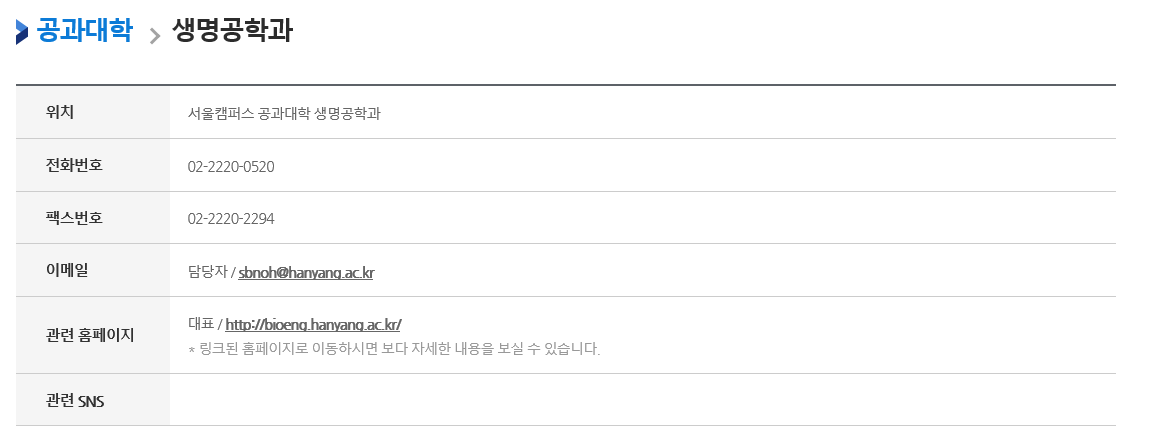 공과대학 > 생명공학과
위치 서울캠퍼스 공과대학 생명공학과
전화번호 02-2220-0520
팩스번호 02-2220-2294
이메일 담당자 / sbnoh@hanyang.ac.kr
관련 홈페이지 대표 / http://bioeng.hanyang.ac.kr/
* 링크된 홈페이지로 이동하시면 보다 자세한 내용을 보실 수 있습니다.
관련 SNS